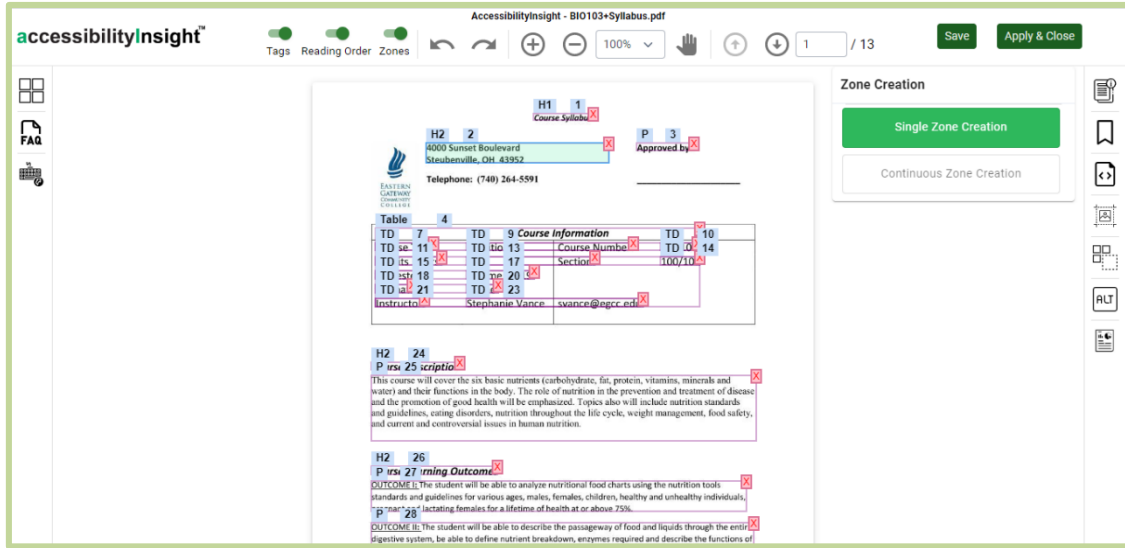 AccessibilityInsight - BIO103+Syllabus.pdf
accessibilityInsight™
Tags Reading Order Zones
100%
1 / 13
Save
Apply & Close
FAQ
ALT
Zone Creation
Single Zone Creation
Continuous Zone Creation
H1 1
Course
H2 2
4000 Sunset Boulevard
Steubenville, OH 43952
P 3
Approved by
Telephone: (740) 264-5591
EASTERN
GATEWAY
COMMUNITY
COLLEGE
Table 4
TD 7 TD 9 Course Information TD 10
TD 11 TD 13 Course TD 14
TD 15 TD 17 Section
TD 18 TD 20
TD 21 TD 23
Stephanie Vance
H2 24
P 25
This course will cover the six basic nutrients (carbohydrate, fat, protein, vitamins, minerals and
water) and their functions in the body. The role of nutrition in the prevention and treatment of disease
and the promotion of good health will be emphasized. Topics also will include nutrition standards
and guidelines, eating disorders, nutrition throughout the life cycle, weight management, food safety,
and current and controversial issues in human nutrition.
H2 26
P 27
OUTCOME I: The student will be able to analyze nutritional food charts using the nutrition tools
standards and guidelines for various ages, males, females, children, healthy and unhealthy individuals,
P 28 lactating females for a lifetime of health at or above 75%.
OUTCOME II: The student will be able to describe the passageway of food and liquids through the
digestive system, be able to define nutrient breakdown, enzymes required and describe the functions of